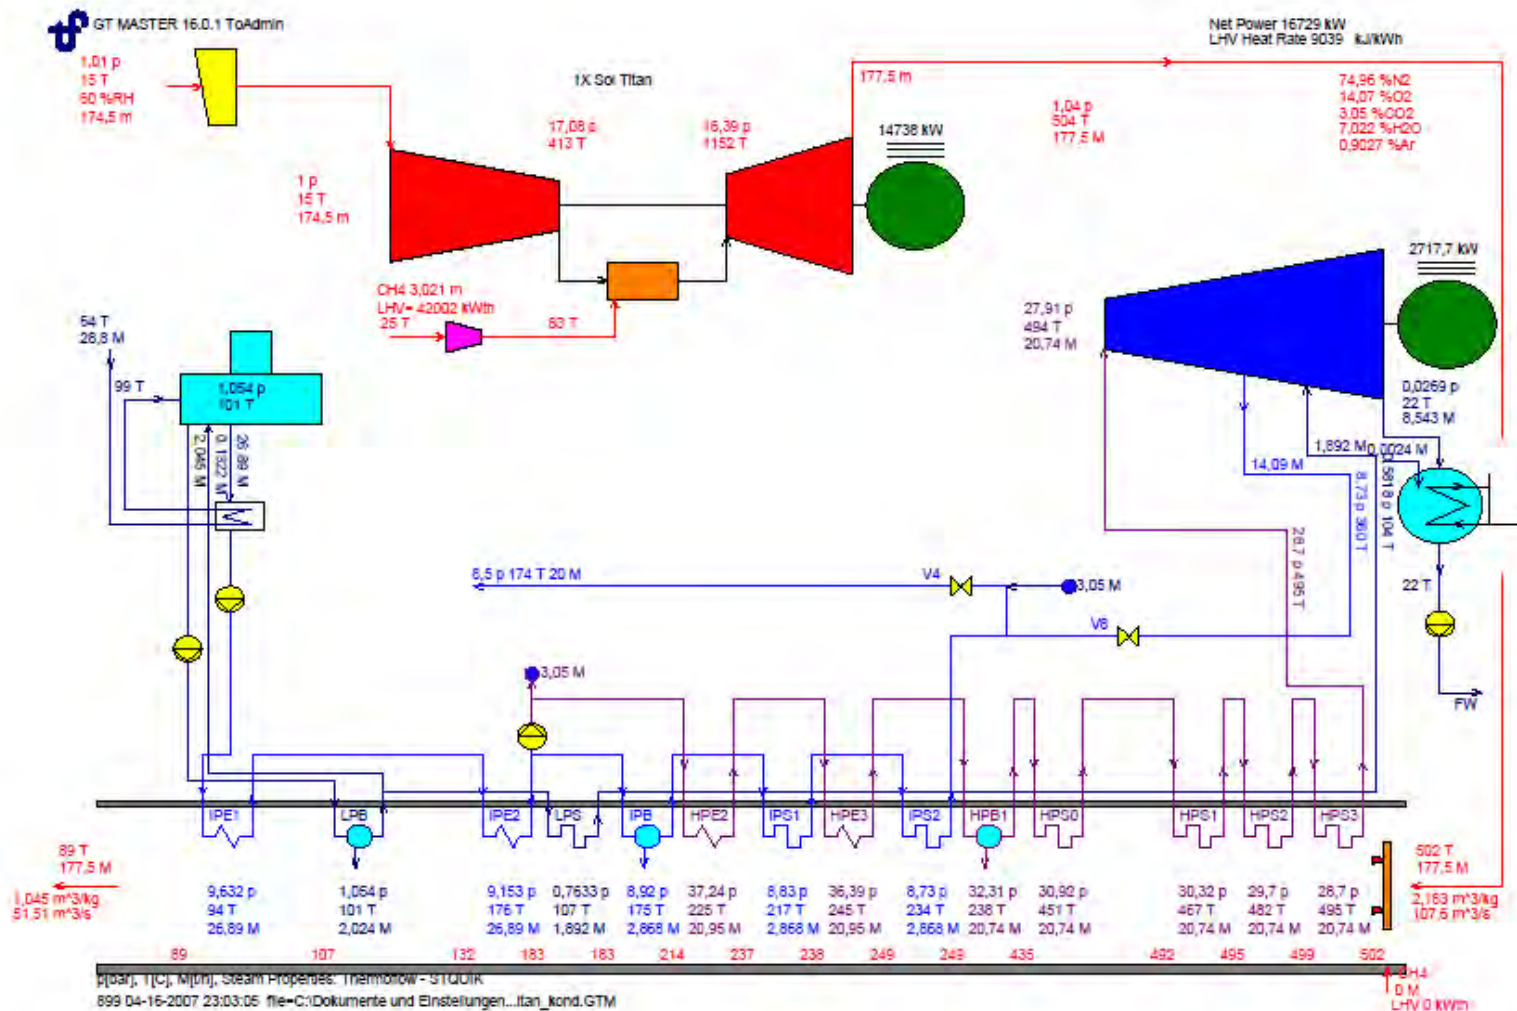 GT MASTER 16.0.1 ToAdmin
Net Power 16729 kW
LHV Heat Rate 9039 kJ/kWh
1,01 p
15 T
60 %RH
174,5 m
1X Sol Titan
177,5 m
1,04 p
504 T
177,5 M
74,96 %N2
14,07 %O2
3,05 %CO2
7,022 %H2O
0,9027 %Ar
17,08 p
413 T
16,39 p
1152 T
14738 kW
1 p
15 T
174,5 m
2717,7 kW
CH4 3,021 m
LHV= 42002 kWth
25 T
83 T
27,91 p
494 T
20,74 M
64 T
28,8 M
99 T
1,054 p
101 T
0,0269 p
22 T
8,543 M
2,045 M
0,1322 M
26,89 M
1,892 M
0,0024 M
14,09 M
8,73 p 360 T
104 T
28,7 p 495 T
8,5 p 174 T 20 M
V4
3,05 M
22 T
V8
3,05 M
FW
IPE1
LPB
IPE2
LPS
IPB
HPE2
IPS1
HPE3
IPS2
HPB1
HPS0
HPS1
HPS2
HPS3
89 T
177,5 M
1,045 m^3/kg
51,51 m^3/s
502 T
177,5 M
2,183 m^3/kg
107,6 m^3/s
9,632 p
1,054 p
9,153 p
0,7633 p
8,92 p
37,24 p
8,83 p
36,39 p
8,73 p
32,31 p
30,92 p
30,32 p
29,7 p
28,7 p
94 T
101 T
176 T
107 T
175 T
225 T
217 T
245 T
234 T
238 T
451 T
467 T
482 T
495 T
26,89 M
2,024 M
26,89 M
1,892 M
2,868 M
20,95 M
2,868 M
20,95 M
2,868 M
20,74 M
20,74 M
20,74 M
20,74 M
20,74 M
89
107
132
183
183
214
237
238
249
249
435
492
495
499
502
p[bar], T[C], M[t/h], Steam Properties: Thermoflow - STQUIK
CH4
0 M
LHV 0 kWth
899 04-16-2007 23:03:05 file=C:\Dokumente und Einstellungen...itan_kond.GTM